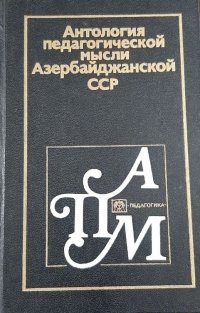 Антология
педагогической
мысли
Азербайджанской
ССР
А
П
·ПЕДАГОГИКА·
М